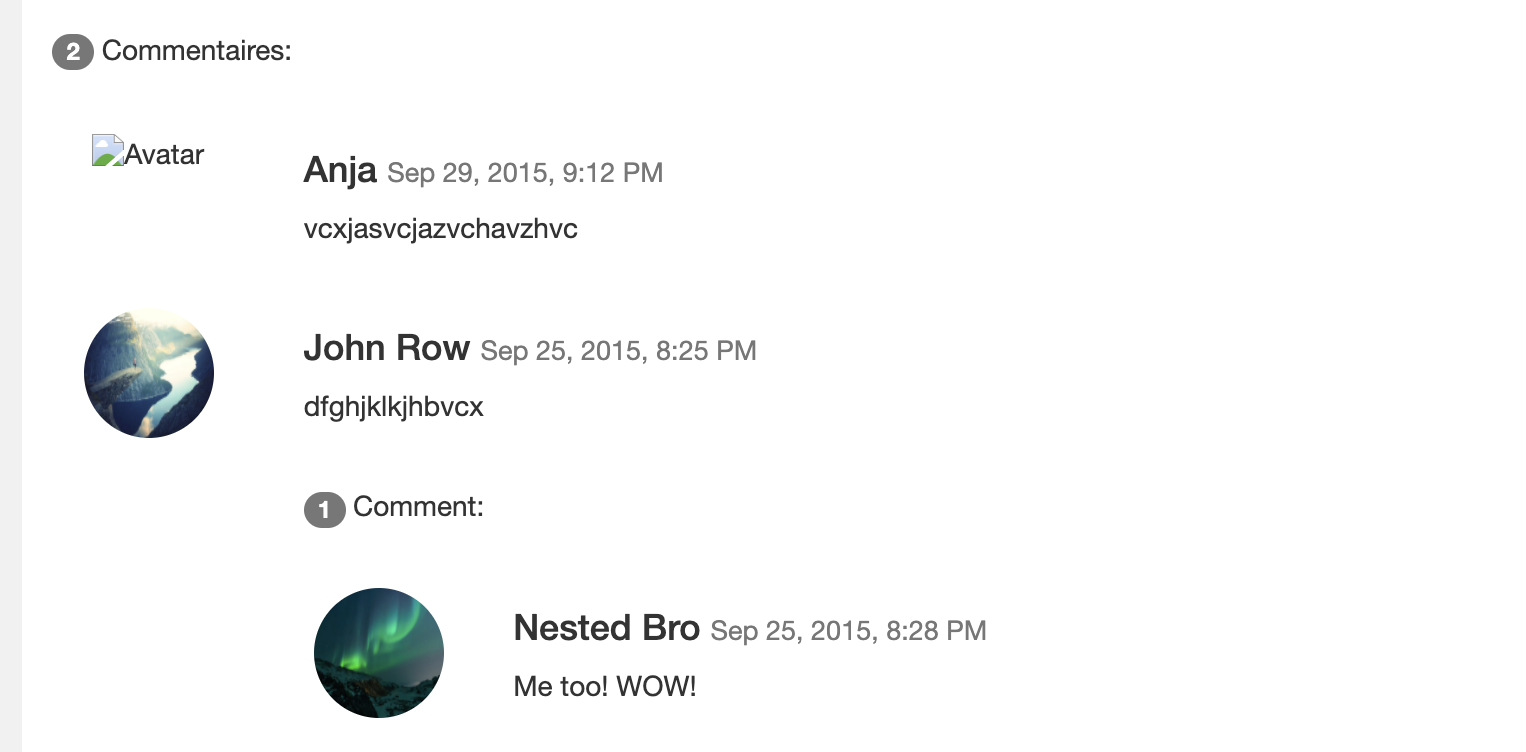 2 Commentaires:
Avatar
Anja Sep 29, 2015, 9:12 PM
vcxjasvcjazvchavzhvc
John Row Sep 25, 2015, 8:25 PM
dfghjklkjhbvcx
1 Comment:
Nested Bro Sep 25, 2015, 8:28 PM
Me too! WOW!